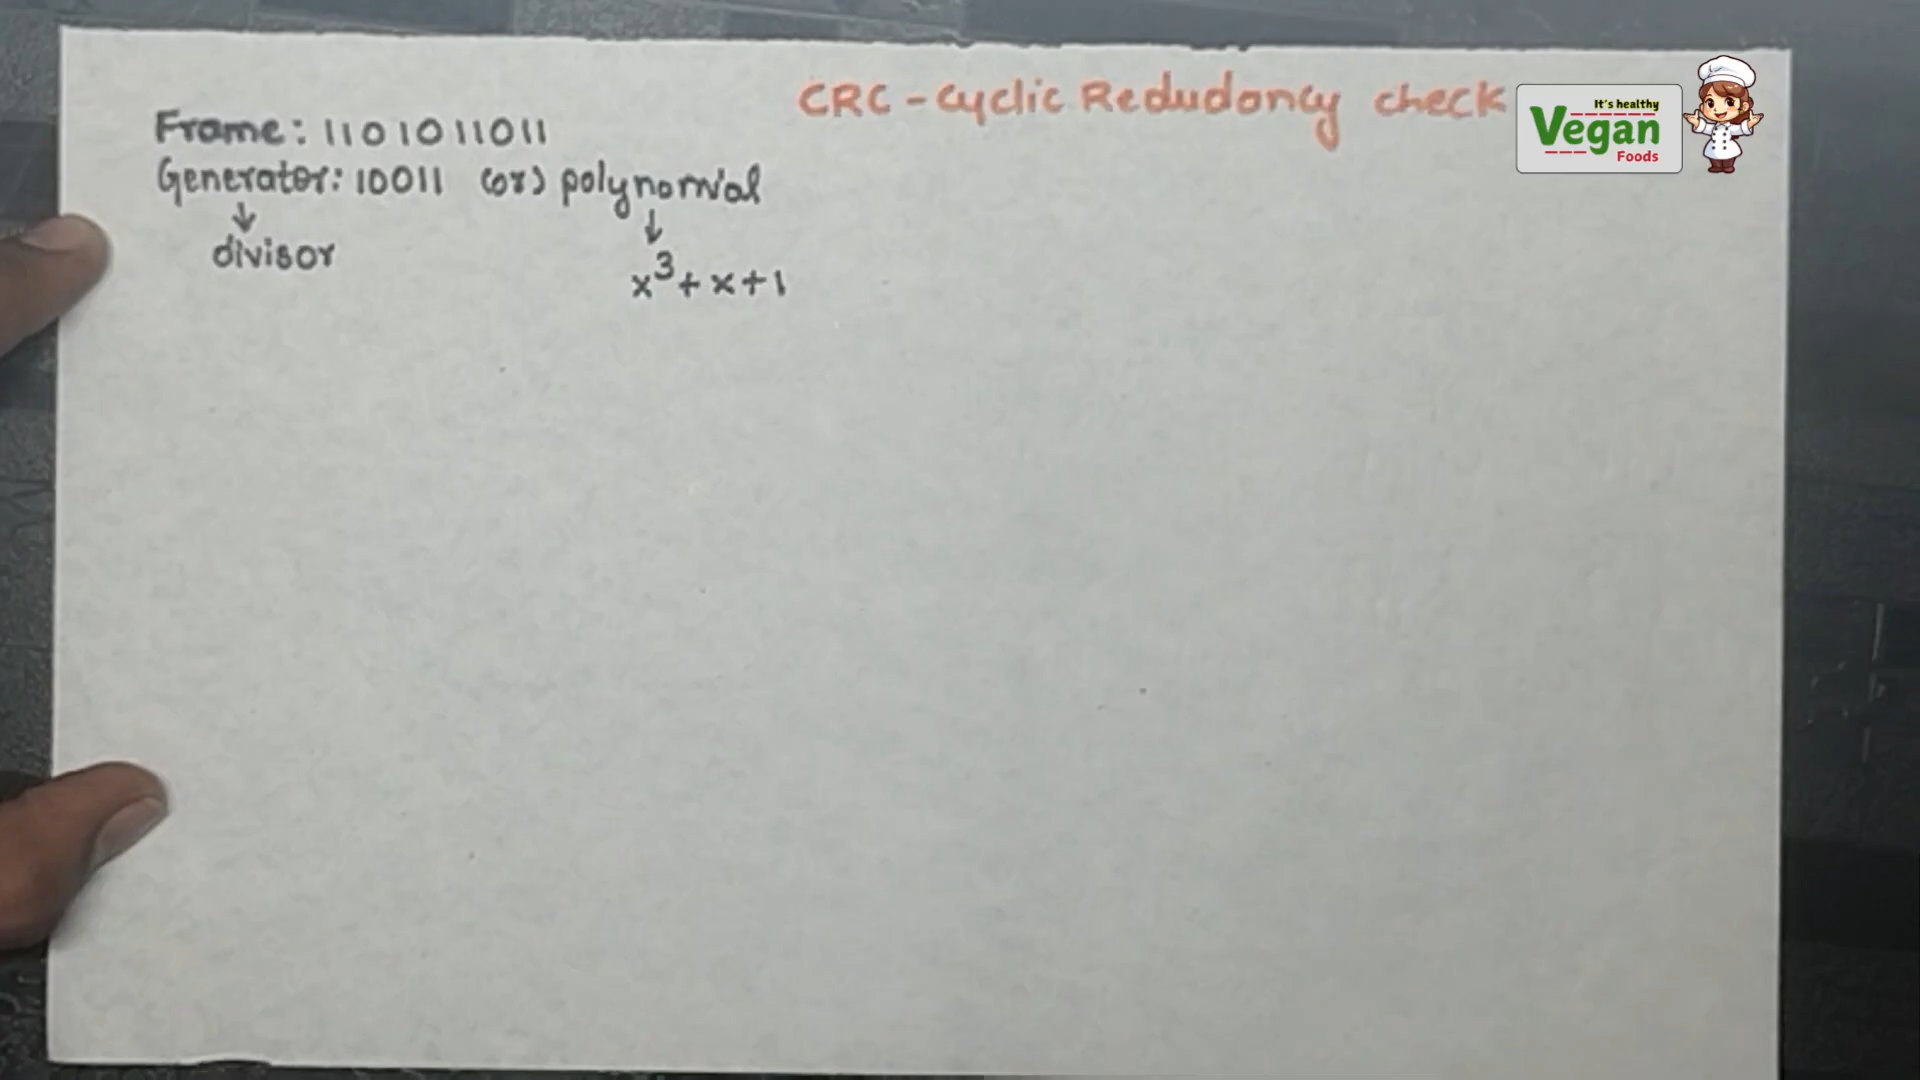 CRC - Cyclic Redudancy check
Frame: 1101011011
Generator: 10011 (or) polynomial
divisor
x³ + x + 1
It's healthy
Vegan
Foods